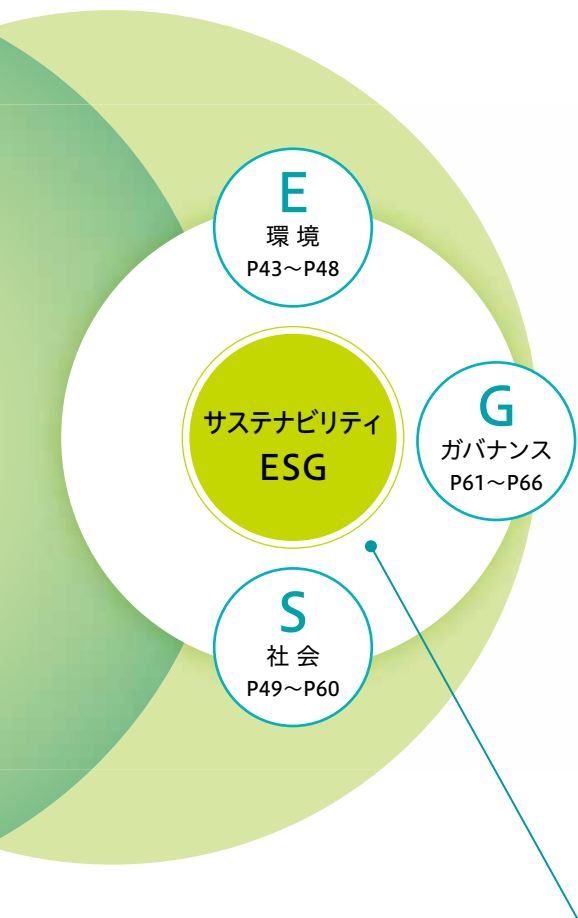 E
環 境
P43～P48
サステナビリティ
ESG
G
ガバナンス
P61～P66
S
社 会
P49～P60